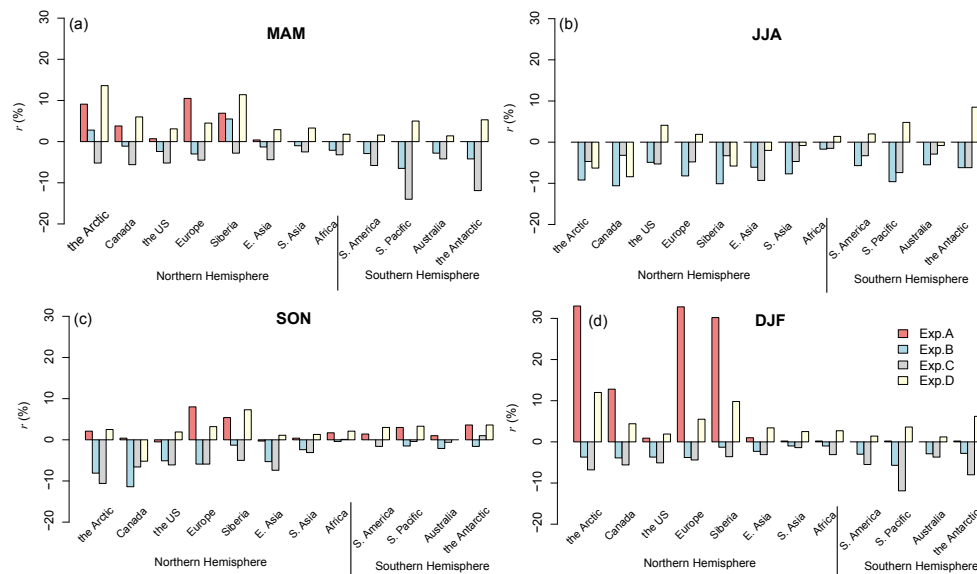 (a)
MAM
r (%)
30
20
10
0
−10
−20
the Arctic
Canada
the US
Europe
Siberia
E. Asia
S. Asia
Africa
S. America
S. Pacific
Australia
the Antarctic
Northern Hemisphere
Southern Hemisphere
(b)
JJA
r (%)
30
20
10
0
−10
−20
the Arctic
Canada
the US
Europe
Siberia
E. Asia
S. Asia
Africa
S. America
S. Pacific
Australia
the Antactic
Northern Hemisphere
Southern Hemisphere
(c)
SON
r (%)
30
20
10
0
−10
−20
the Arctic
Canada
the US
Europe
Siberia
E. Asia
S. Asia
Africa
S. America
S. Pacific
Australia
the Antarctic
Northern Hemisphere
Southern Hemisphere
(d)
DJF
r (%)
30
20
10
0
−10
−20
Exp.A
Exp.B
Exp.C
Exp.D
the Arctic
Canada
the US
Europe
Siberia
E. Asia
S. Asia
Africa
S. America
S. Pacific
Australia
the Antarctic
Northern Hemisphere
Southern Hemisphere